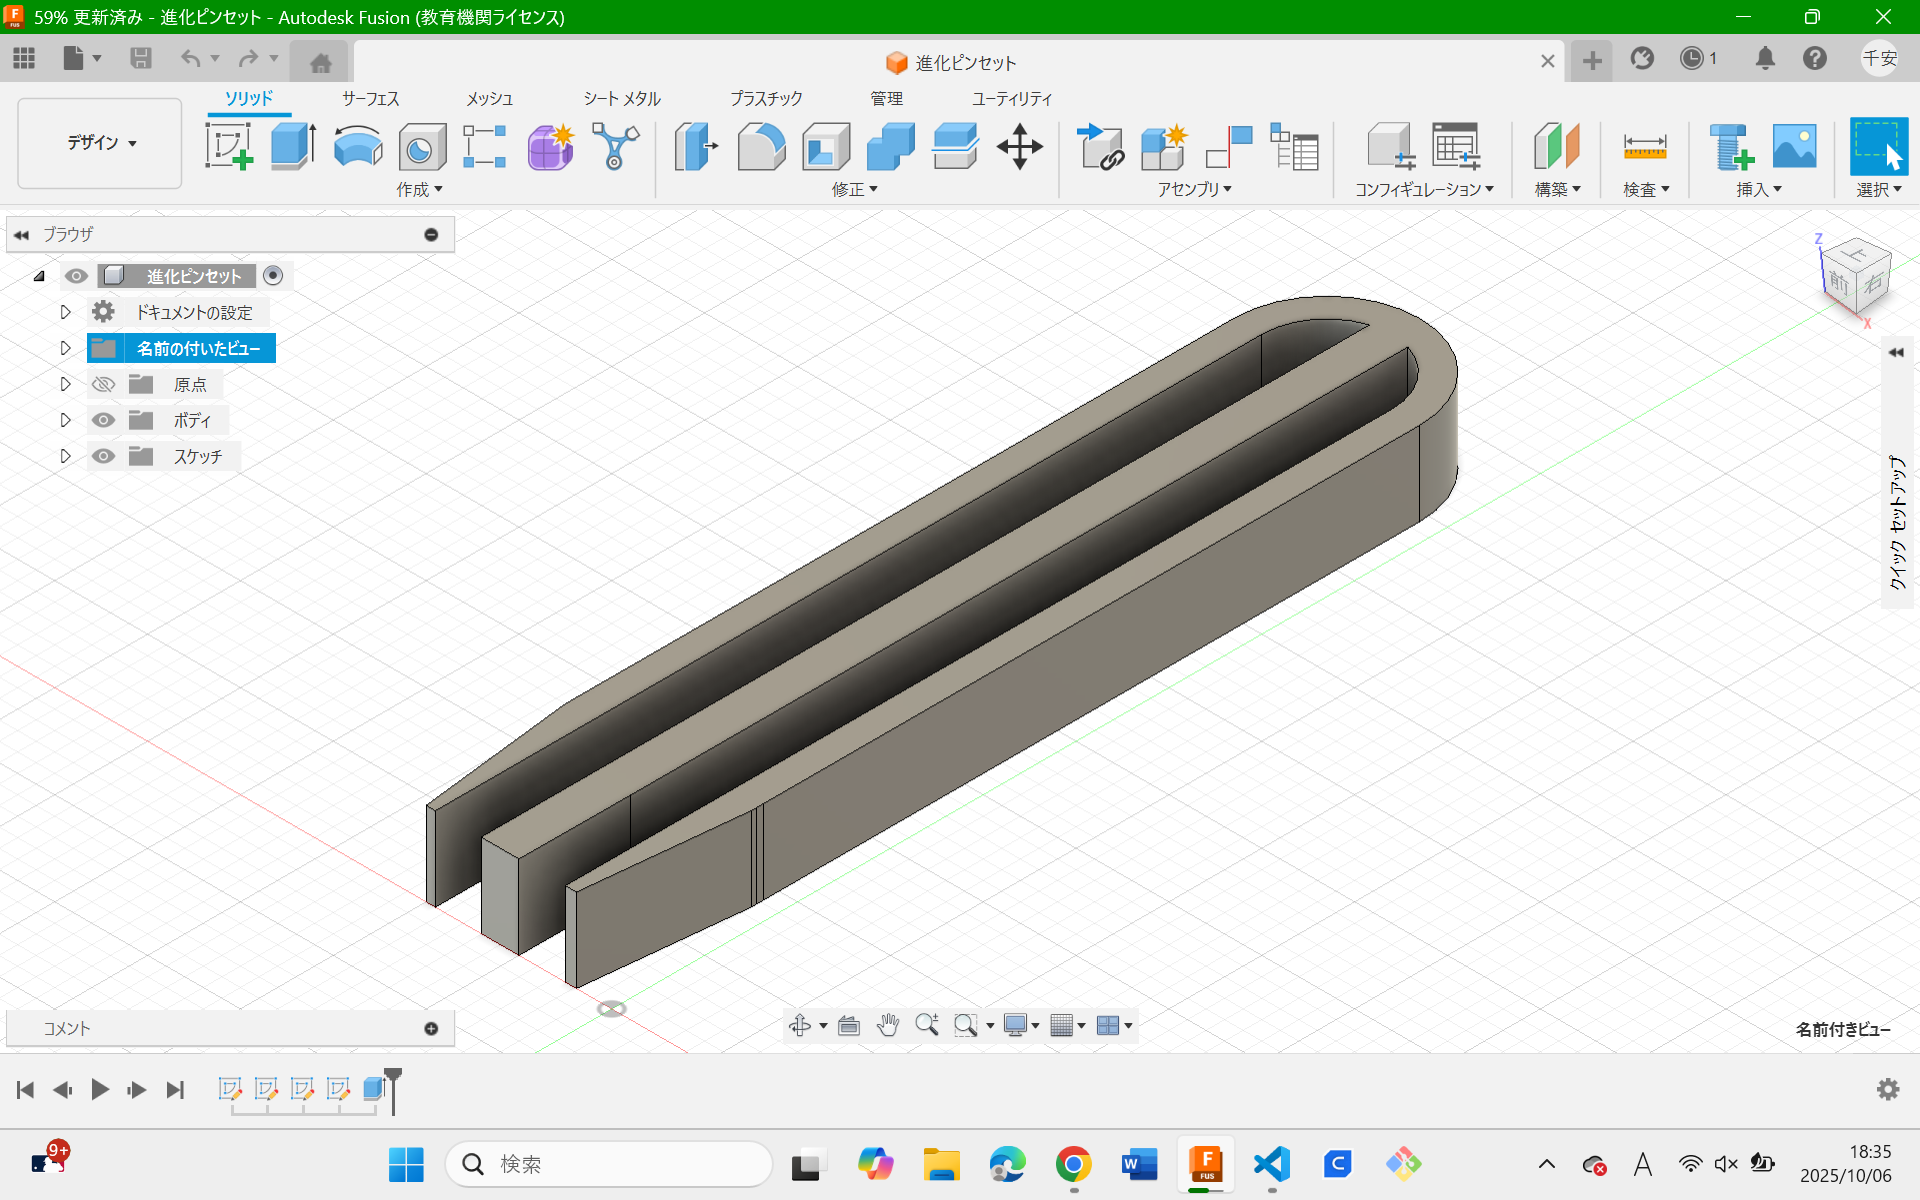 59% 更新済み - 進化ピンセット - Autodesk Fusion (教育機関ライセンス)
進化ピンセット
1
千安
デザイン
ソリッド
サーフェス
メッシュ
シート メタル
プラスチック
管理
ユーティリティ
作成
修正
アセンブリ
コンフィギュレーション
構築
検査
挿入
選択
ブラウザ
進化ピンセット
ドキュメントの設定
名前の付いたビュー
原点
ボディ
スケッチ
Z
上
前
右
X
クイック セットアップ
コメント
名前付きビュー
9+
検索
W
F
FUS
C
A
18:35
2025/10/06